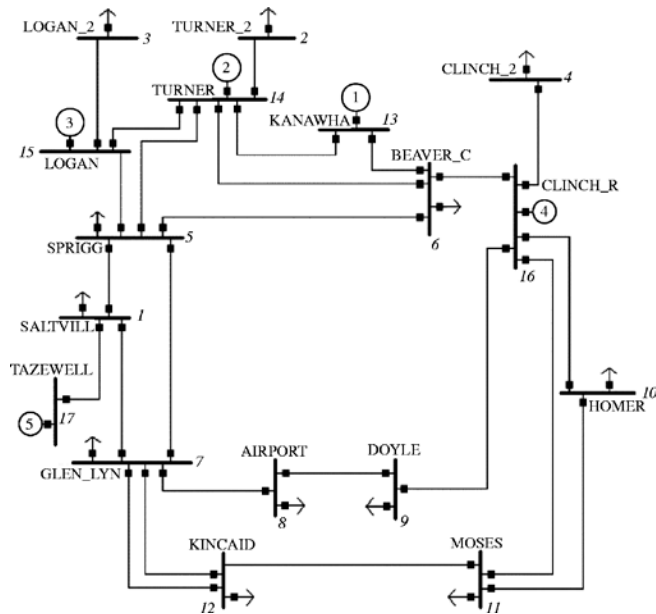 LOGAN_2
3
TURNER_2
2
CLINCH_2
4
2
TURNER
14
1
KANAWHA
13
3
15
LOGAN
BEAVER_C
6
CLINCH_R
4
16
SPRIGG
5
SALTVILL
1
TAZEWELL
5
17
10
HOMER
GLEN_LYN
7
AIRPORT
8
DOYLE
9
KINCAID
12
MOSES
11